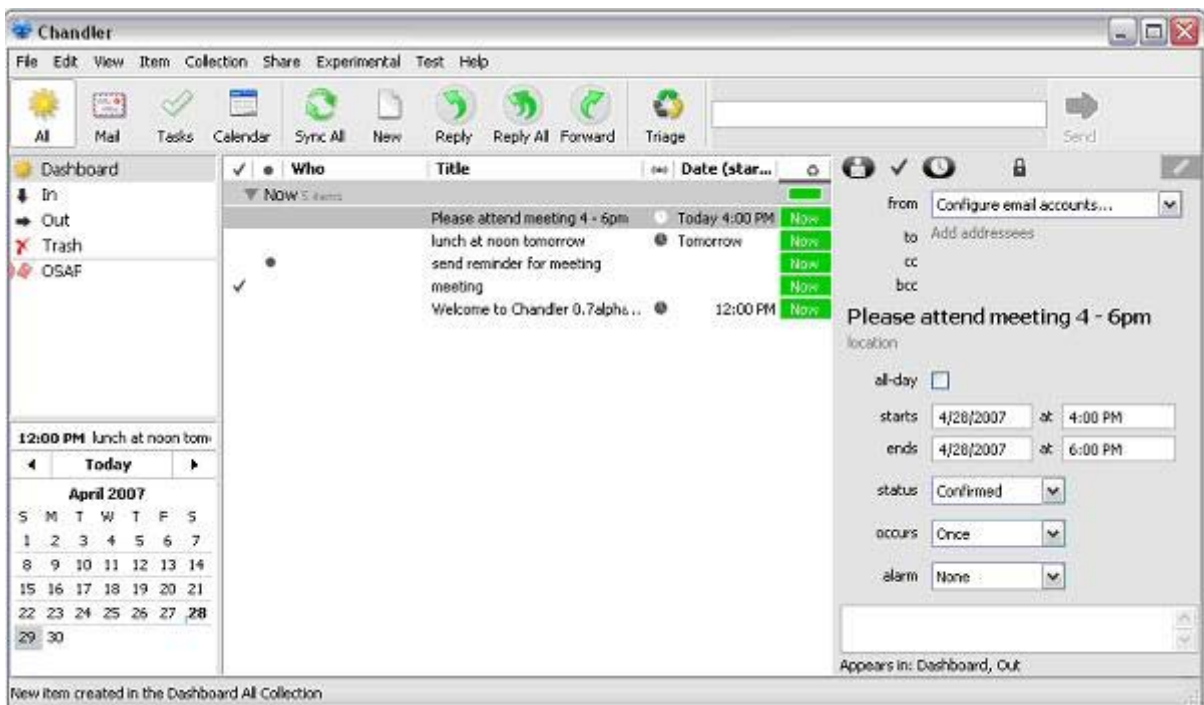 Chandler
File Edit View Item Collection Share Experimental Test Help
All Mail Tasks Calendar Sync All New Reply Reply All Forward Triage Send
Dashboard
In
Out
Trash
OSAF
12:00 PM lunch at noon tom
Today
April 2007
S M T W T F S
1 2 3 4 5 6 7
8 9 10 11 12 13 14
15 16 17 18 19 20 21
22 23 24 25 26 27 28
29 30
Who Title Date (star...
Now 5 items
Please attend meeting 4 - 6pm Today 4:00 PM Now
lunch at noon tomorrow Tomorrow Now
send reminder for meeting Now
meeting Now
Welcome to Chandler 0.7alpha... 12:00 PM Now
from Configure email accounts...
to Add addressees
cc
bcc
Please attend meeting 4 - 6pm
location
all-day
starts 4/28/2007 at 4:00 PM
ends 4/28/2007 at 6:00 PM
status Confirmed
occurs Once
alarm None
Appears in: Dashboard, Out
New item created in the Dashboard All Collection